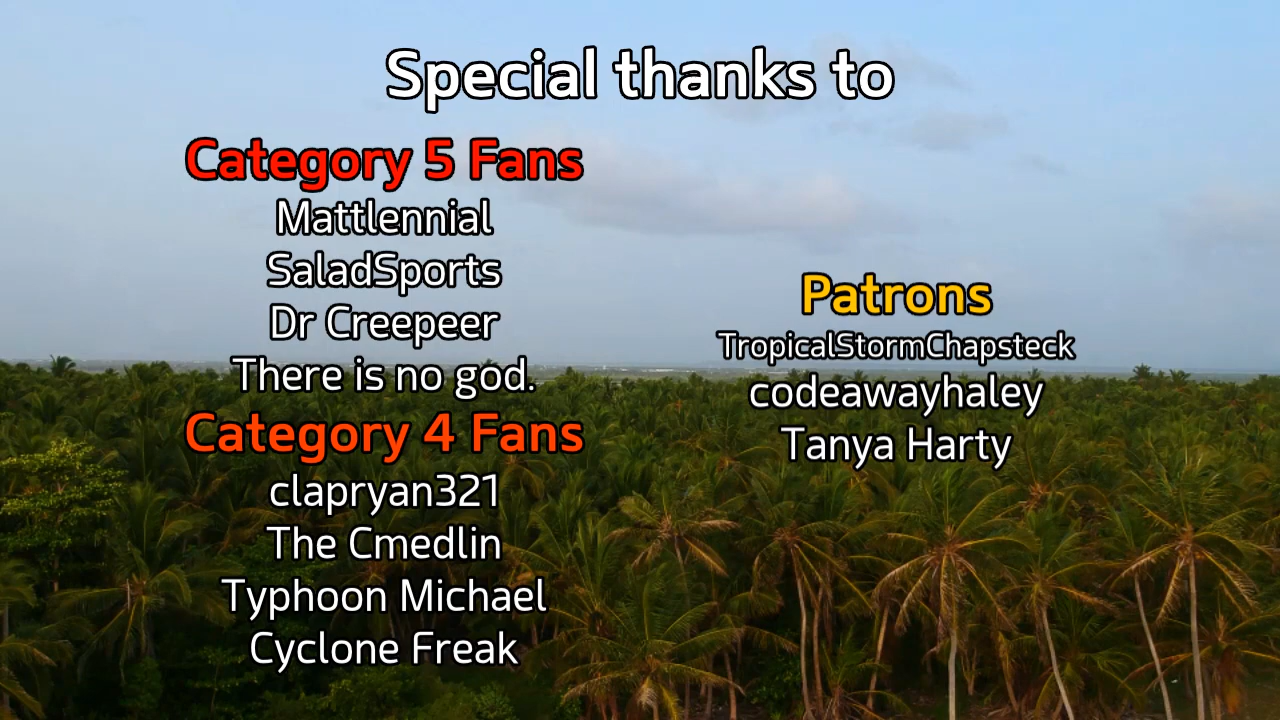 Special thanks to
Category 5 Fans
Mattlennial
SaladSports
Dr Creepeer
There is no god.
Category 4 Fans
clapryan321
The Cmedlin
Typhoon Michael
Cyclone Freak
Patrons
TropicalStormChapsteck
codeawayhaley
Tanya Harty